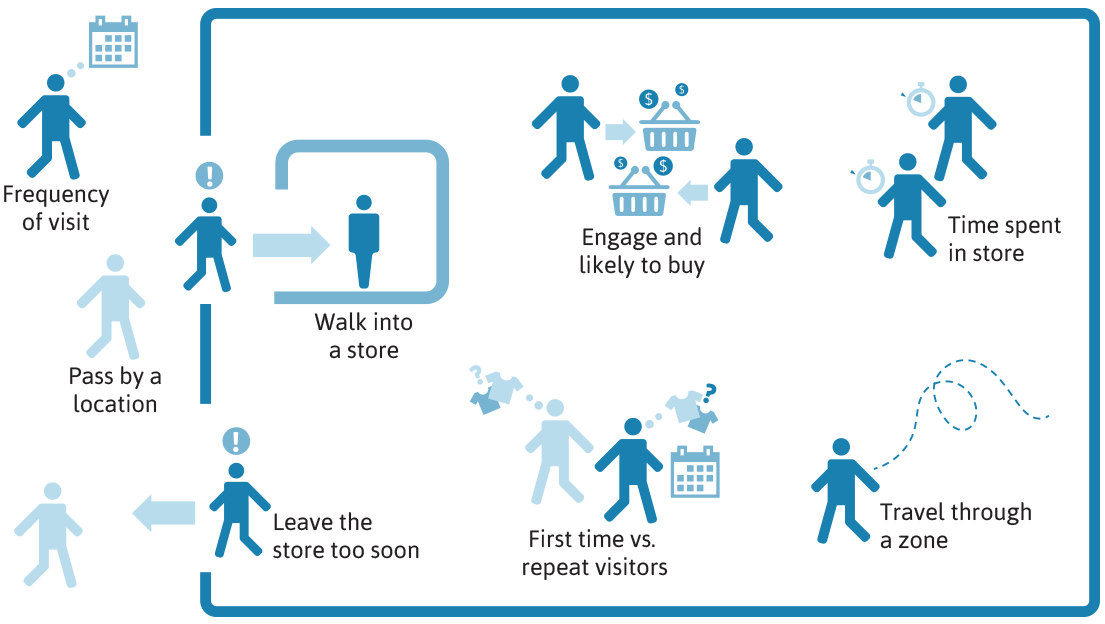 Frequency
of visit
Pass by a
location
!
Walk into
a store
!
Leave the
store too soon
$
$
$
$
Engage and
likely to buy
Time spent
in store
?
?
First time vs.
repeat visitors
Travel through
a zone